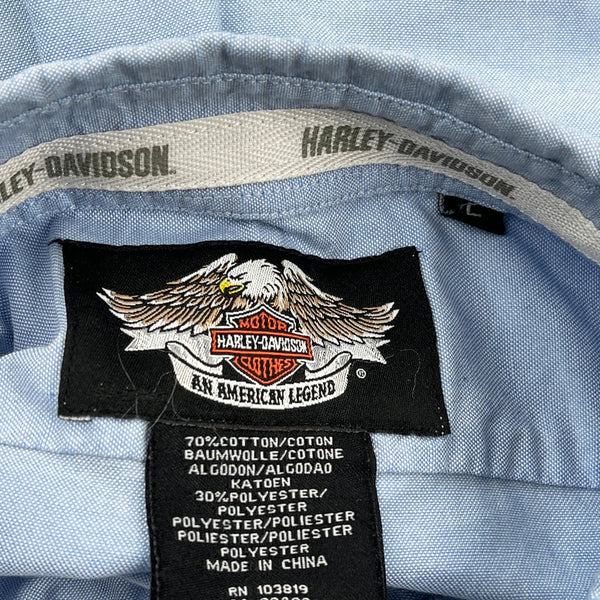 LEY-DAVIDSON
HARLEY-DAVIDSON
L
MOTOR
HARLEY-DAVIDSON
CLOTHES
AN AMERICAN LEGEND
®
70%COTTON/COTON
BAUMWOLLE/COTONE
ALGODON/ALGODAO
KATOEN
30%POLYESTER/
POLYESTER/
POLYESTER/POLIESTER
POLIESTER/POLIESTER
POLYESTER
MADE IN CHINA
RN 103819